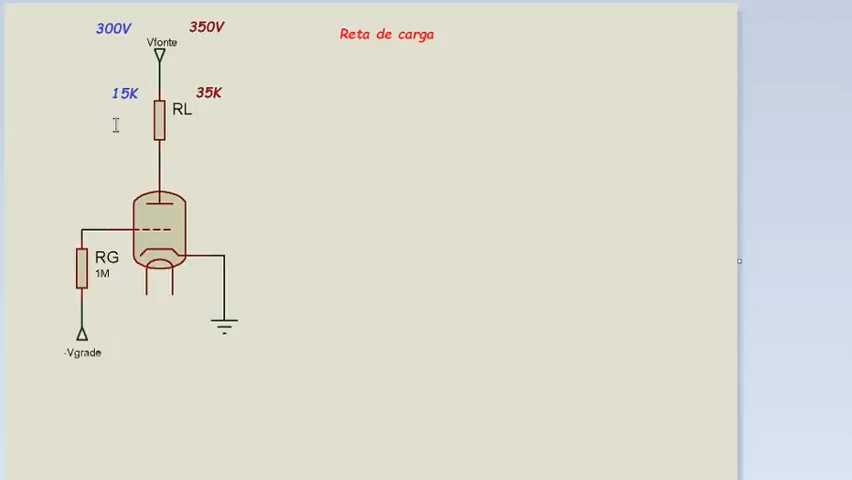 300V 350V
Vfonte
Reta de carga
15K 35K
RL
RG
1M
-Vgrade